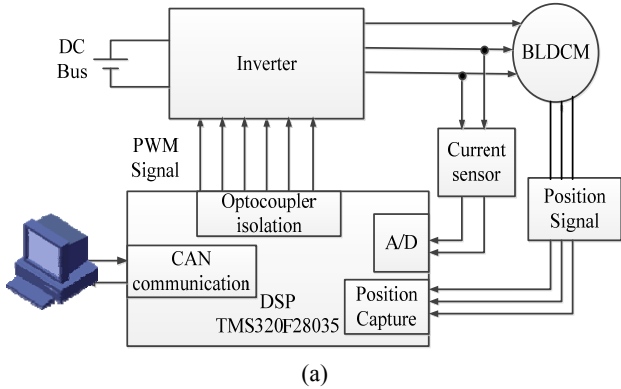 DC
Bus
Inverter
BLDCM
PWM
Signal
Current
sensor
Optocoupler
isolation
Position
Signal
A/D
CAN
communication
Position
Capture
DSP
TMS320F28035
(a)